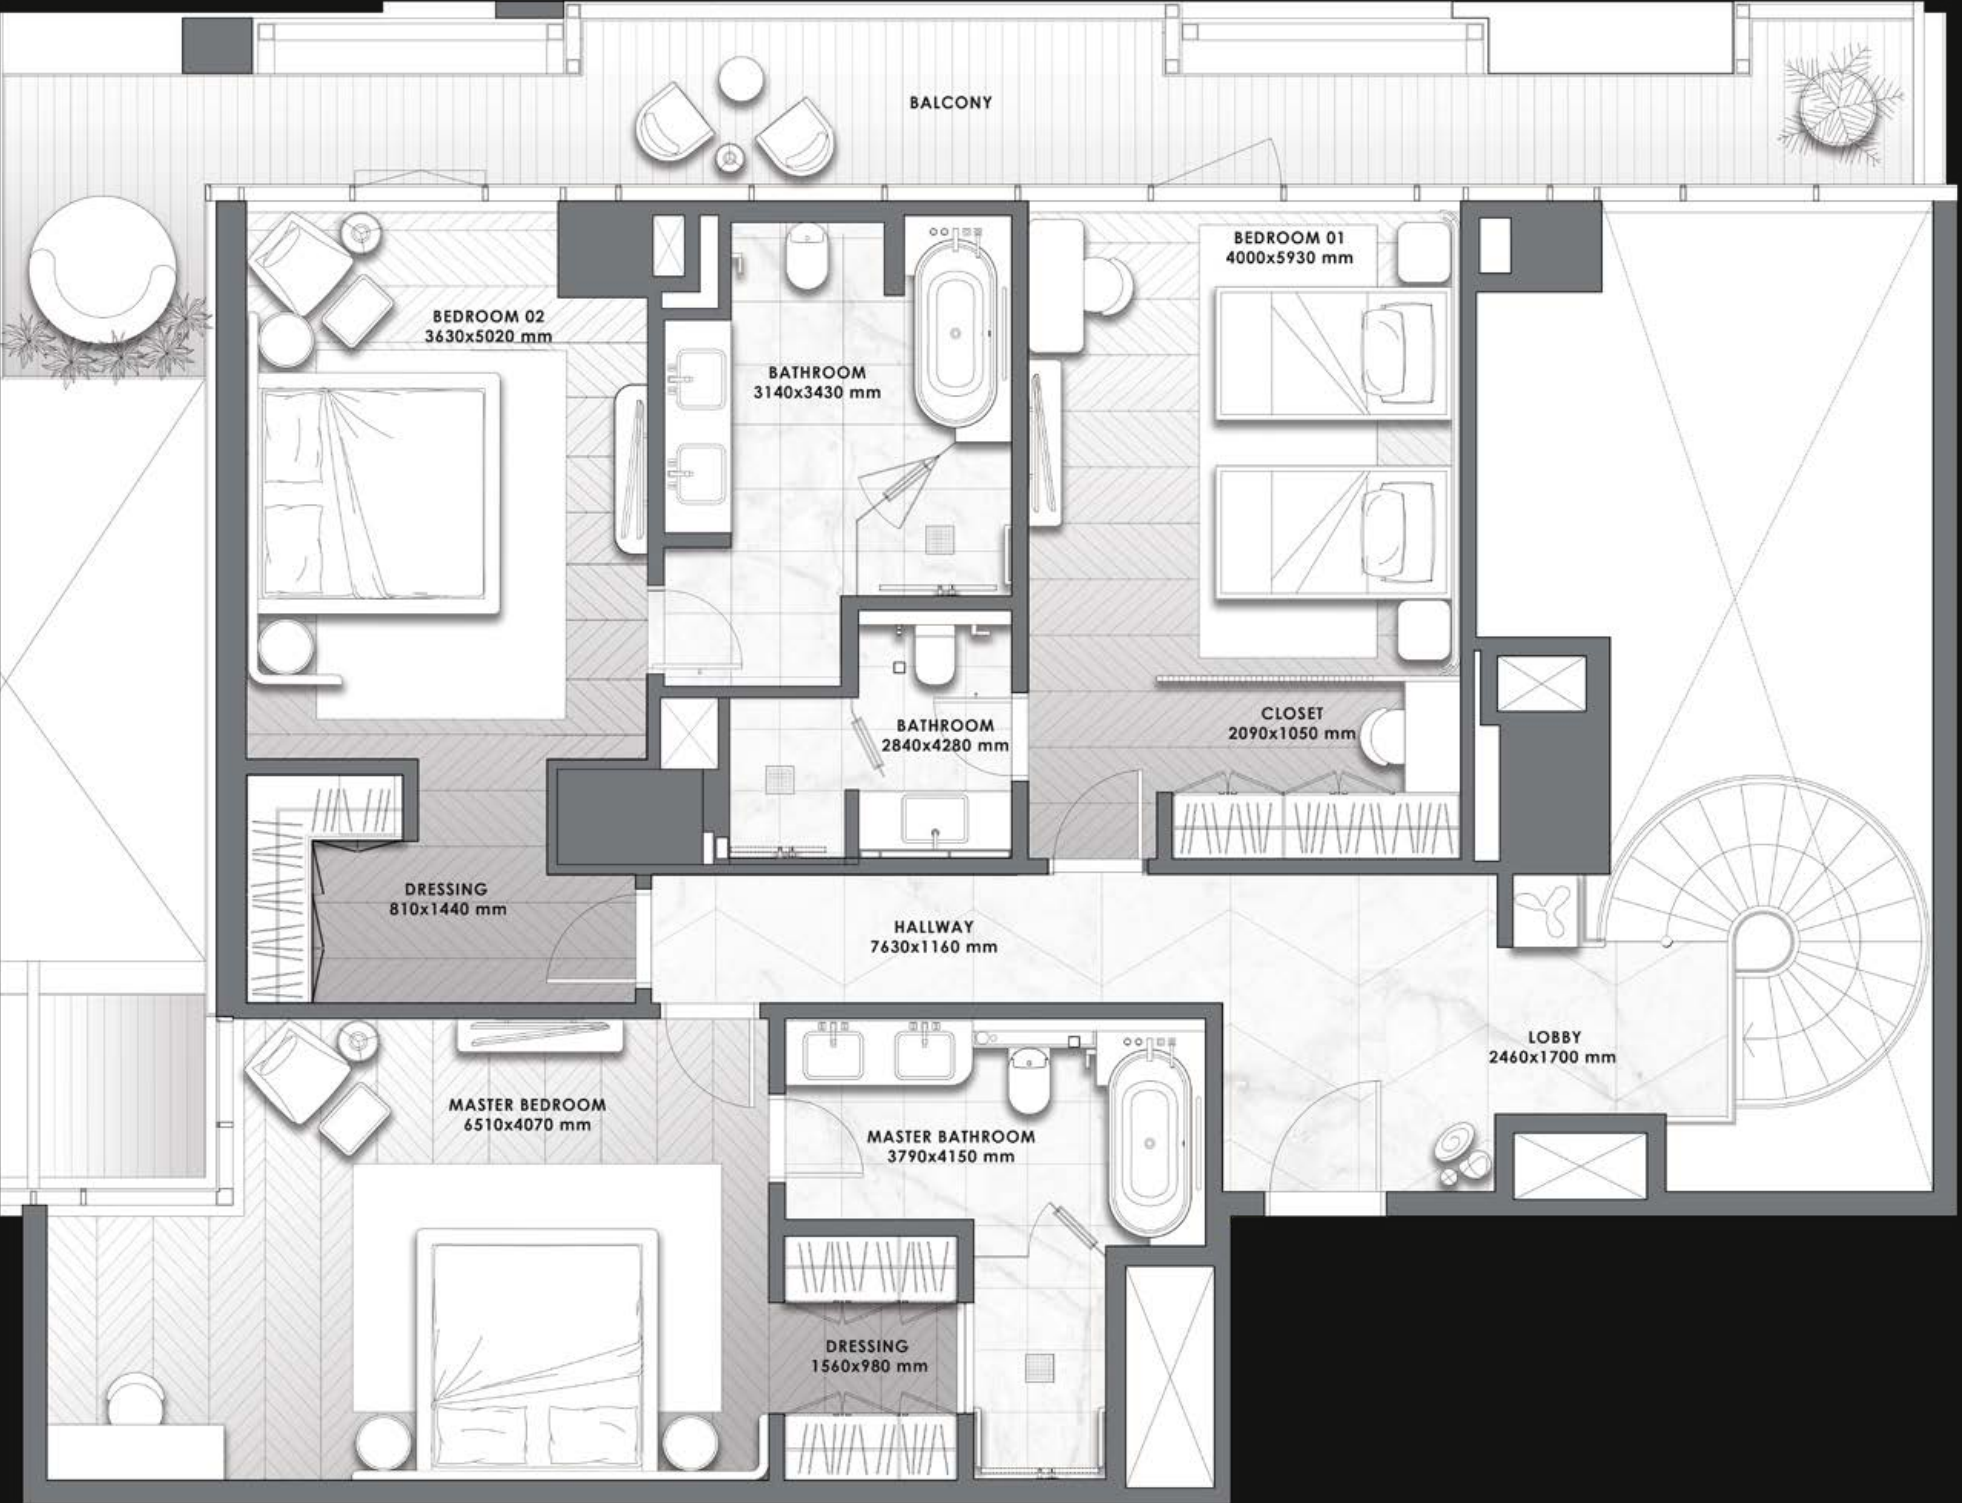 BALCONY
BEDROOM 01
4000x5930 mm
BEDROOM 02
3630x5020 mm
BATHROOM
3140x3430 mm
BATHROOM
2840x4280 mm
CLOSET
2090x1050 mm
DRESSING
810x1440 mm
HALLWAY
7630x1160 mm
LOBBY
2460x1700 mm
MASTER BEDROOM
6510x4070 mm
MASTER BATHROOM
3790x4150 mm
DRESSING
1560x980 mm